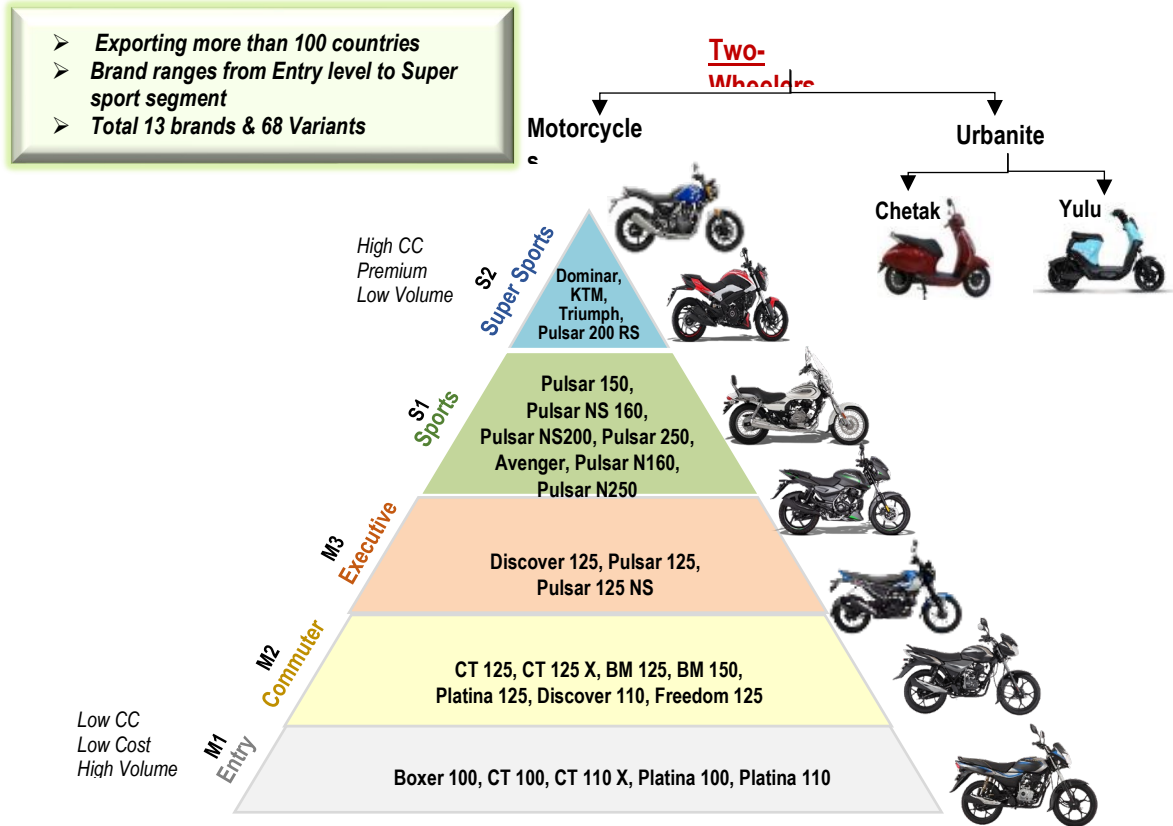 Exporting more than 100 countries
Brand ranges from Entry level to Super
sport segment
Total 13 brands & 68 Variants
Two-
Wheelers
Motorcycle
s
Urbanite
Chetak
Yulu
High CC
Premium
Low Volume
S2
Super Sports
Dominar,
KTM,
Triumph,
Pulsar 200 RS
S1
Sports
Pulsar 150,
Pulsar NS 160,
Pulsar NS200, Pulsar 250,
Avenger, Pulsar N160,
Pulsar N250
M3
Executive
Discover 125, Pulsar 125,
Pulsar 125 NS
M2
Commuter
CT 125, CT 125 X, BM 125, BM 150,
Platina 125, Discover 110, Freedom 125
Low CC
Low Cost
High Volume
M1
Entry
Boxer 100, CT 100, CT 110 X, Platina 100, Platina 110